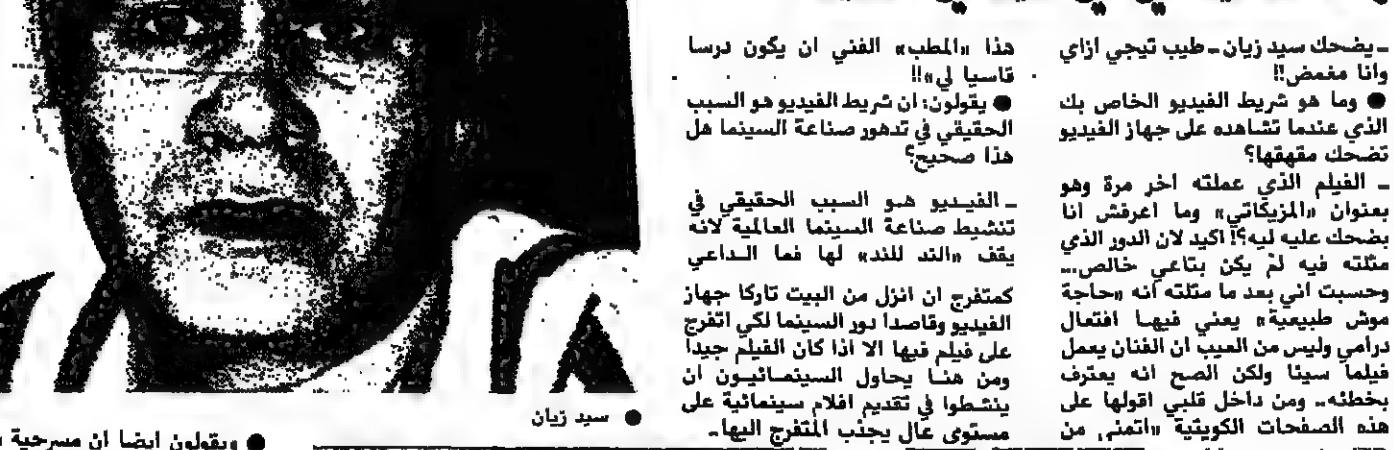 ـ يضحك سيد زيان ـ طيب تيجي ازاي
وانا مغمض!!
● وما هو شريط الفيديو الخاص بك
الذي عندما تشاهده على جهاز الفيديو
تضحك مقهقها؟
ـ الفيلم الذي عملته اخر مرة وهو
بعنوان «المزيكاتي» وما اعرفش انا
بضحك عليه ليه؟! اكيد لان الدور الذي
مثلته فيه لم يكن بتاعي خالص...
وحسبت اني بعد ما مثلته انه «حاجة
موش طبيعية» يعني فيها افتعال
درامي وليس من العيب ان الفنان يعمل
فيلما سيئا ولكن الصح انه يعترف
بخطئه.. ومن داخل قلبي اقولها على
هذه الصفحات الكويتية «اتمنى من
هذا «المطب» الفني ان يكون درسا
قاسيا لي»!!
● يقولون: ان شريط الفيديو هو السبب
الحقيقي في تدهور صناعة السينما هل
هذا صحيح؟
ـ الفيديو هو السبب الحقيقي في
تنشيط صناعة السينما العالمية لانه
يقف «الند للند» لها فما الداعي
كمتفرج ان انزل من البيت تاركا جهاز
الفيديو وقاصدا دور السينما لكي اتفرج
على فيلم فيها الا اذا كان الفيلم جيدا
ومن هنا يحاول السينمائيون ان
ينشطوا في تقديم افلام سينمائية على
مستوى عال يجذب المتفرج اليها..
● سيد زيان
● ويقولون ايضا ان مسرحية